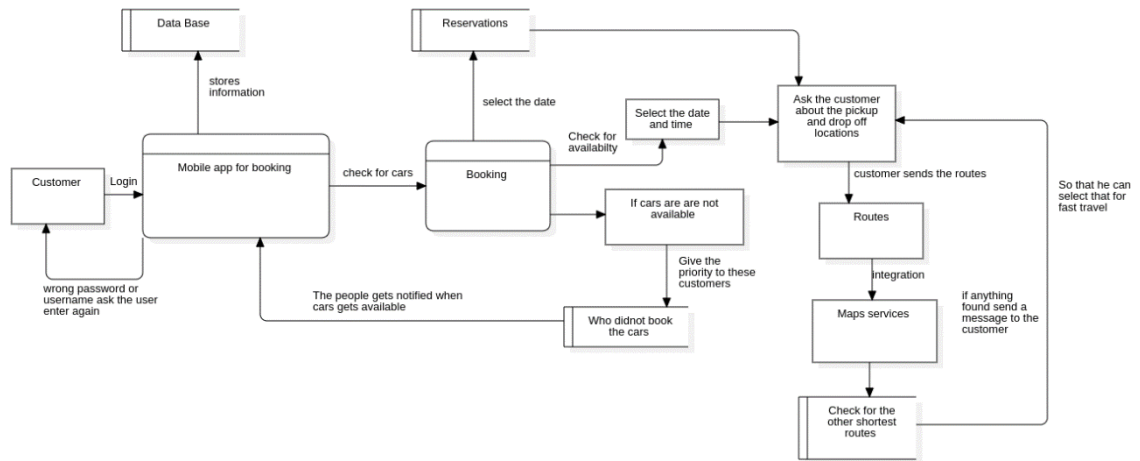 Data Base
Reservations
stores
information
select the date
Ask the customer
about the pickup
and drop off
locations
Select the date
and time
Check for
availabilty
Mobile app for booking
Customer
Login
check for cars
Booking
customer sends the routes
So that he can
select that for
fast travel
If cars are are not
available
Routes
Give the
priority to these
customers
integration
wrong password or
username ask the user
enter again
The people gets notified when
cars gets available
Who didnot book
the cars
Maps services
if anything
found send a
message to the
customer
Check for the
other shortest
routes